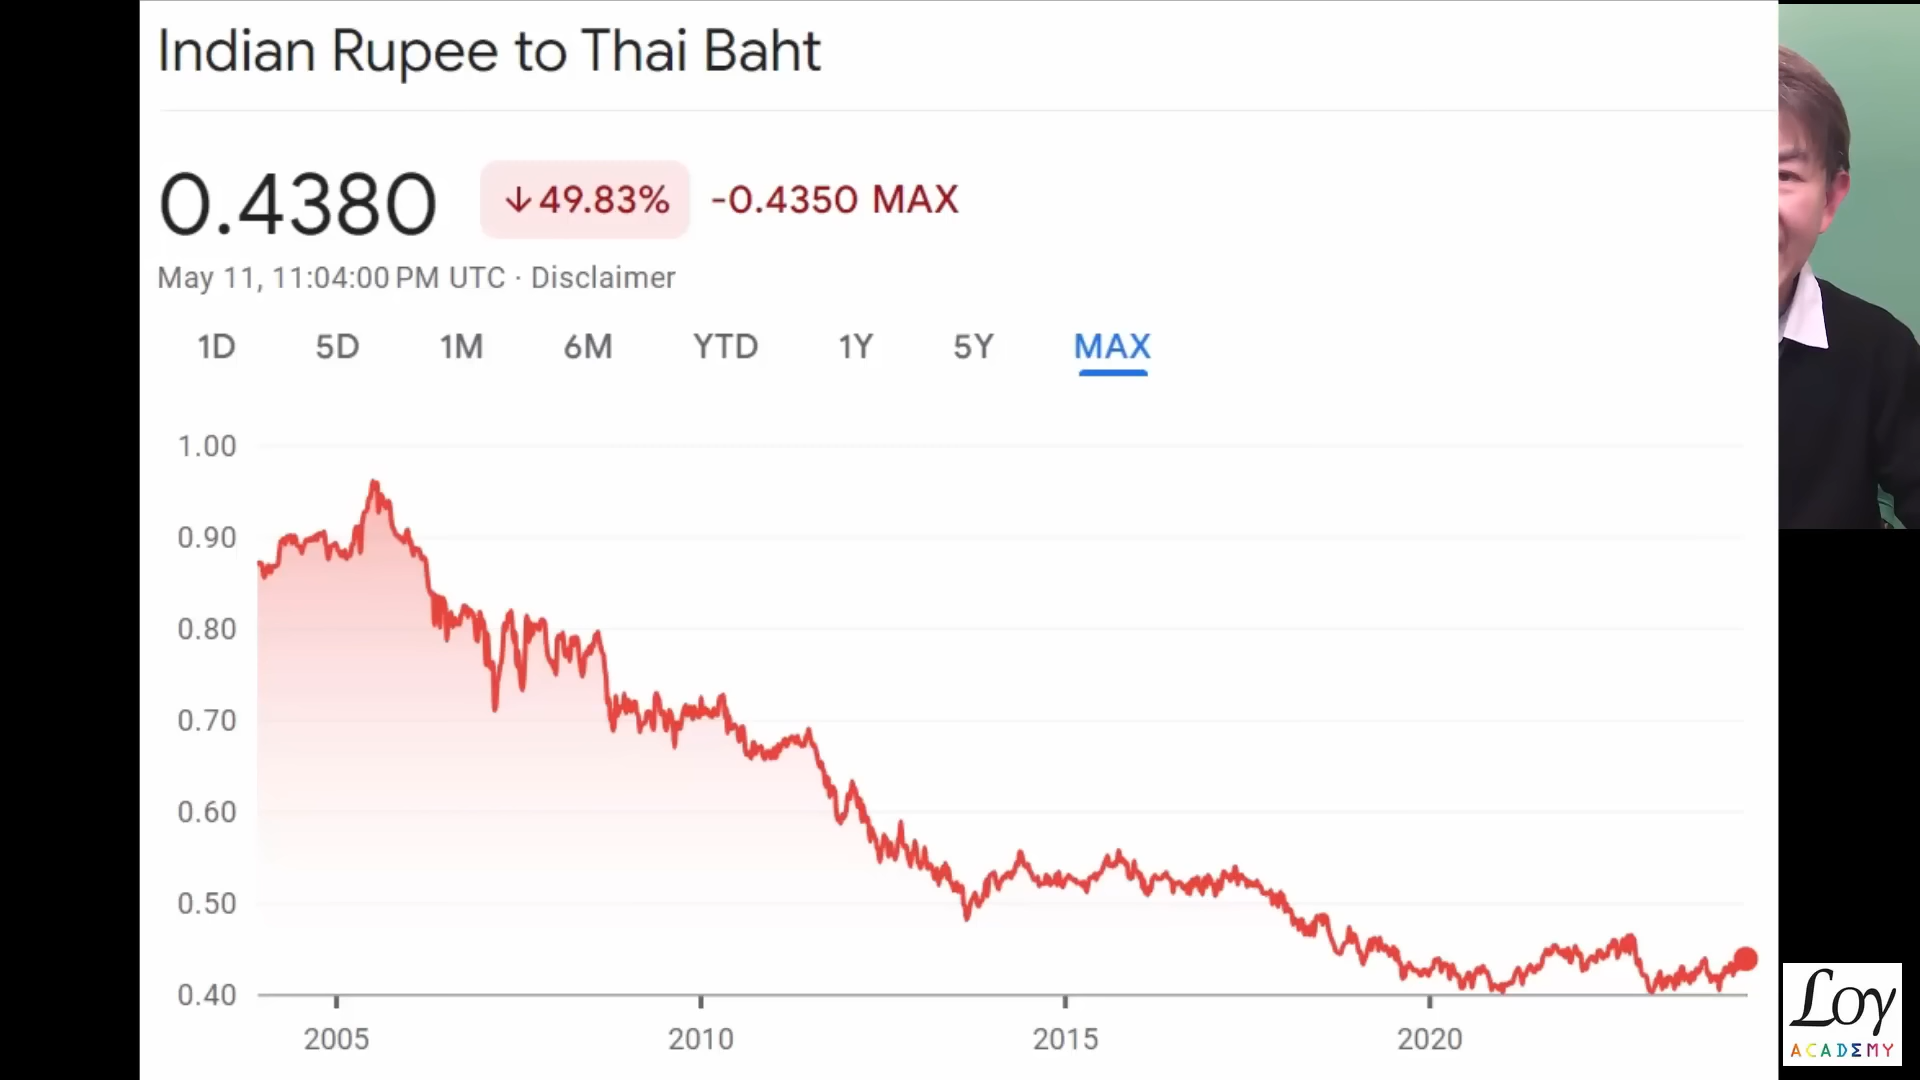 Indian Rupee to Thai Baht
0.4380 ↓49.83% -0.4350 MAX
May 11, 11:04:00 PM UTC · Disclaimer
1D 5D 1M 6M YTD 1Y 5Y MAX
1.00
0.90
0.80
0.70
0.60
0.50
0.40
2005 2010 2015 2020
Loy
ACADEMY